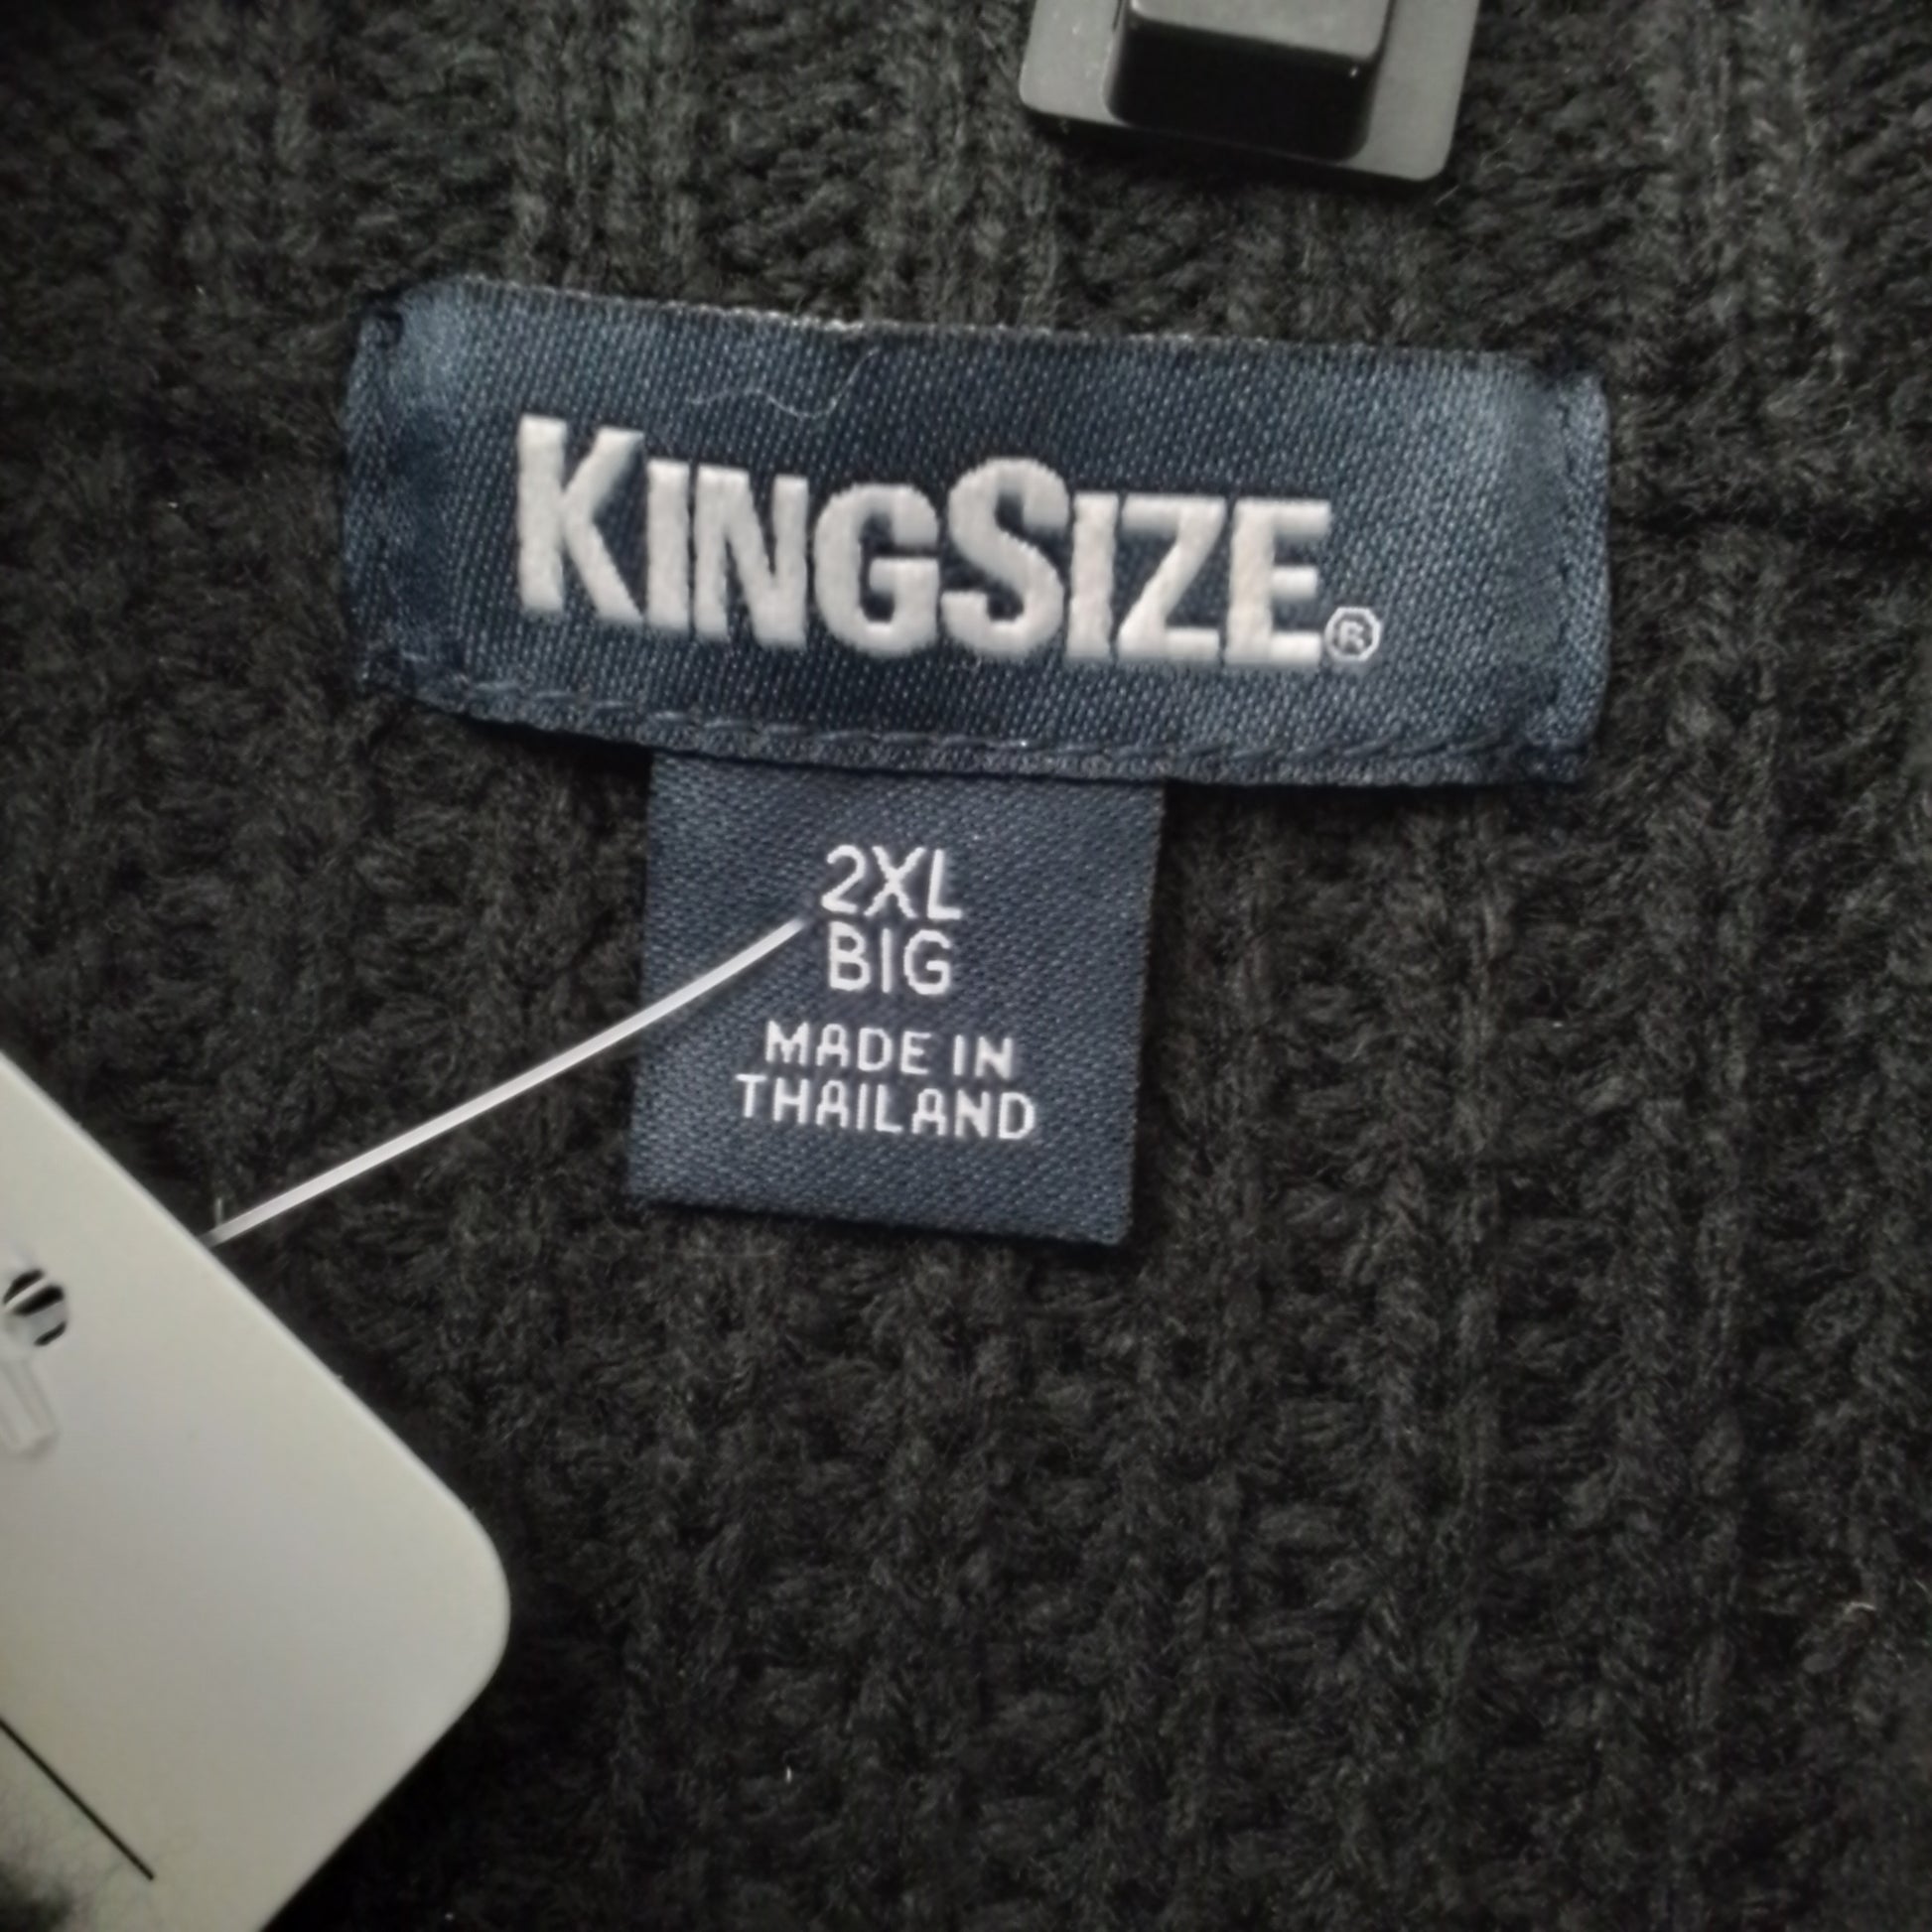 KINGSIZE®
2XL
BIG
MADE IN
THAILAND